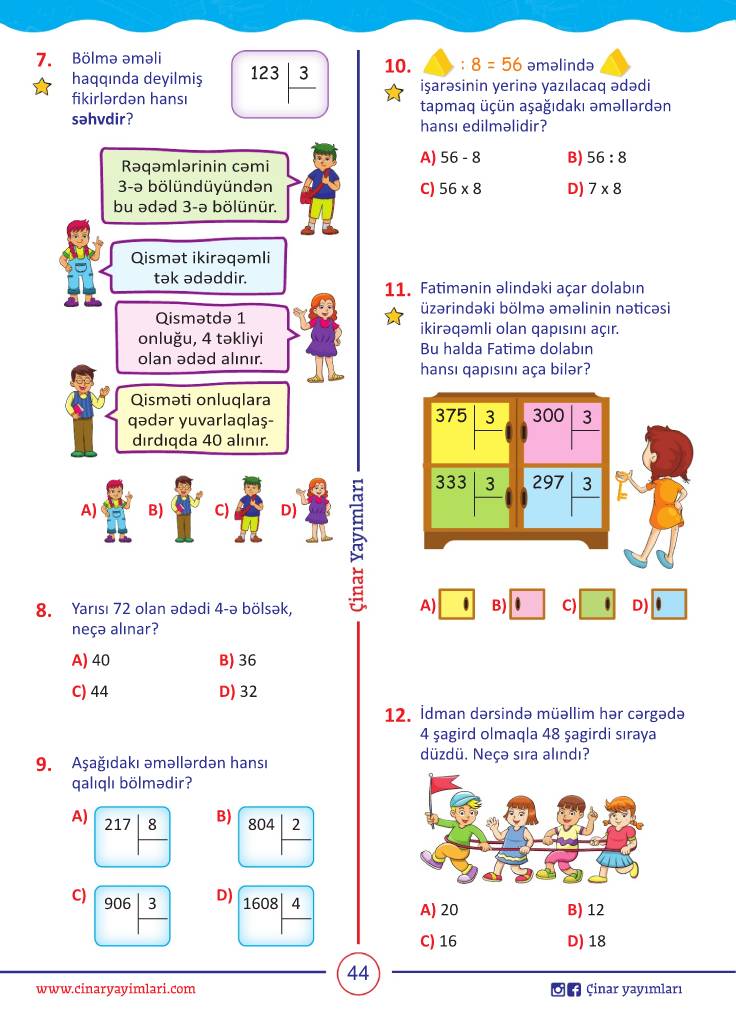 7. Bölmə əməli
haqqında deyilmiş
fikirlərdən hansı
səhvdir?
123 3
Rəqəmlərinin cəmi
3-ə bölündüyündən
bu ədəd 3-ə bölünür.
Qismət ikirəqəmli
tək ədəddir.
Qismətdə 1
onluğu, 4 təkliyi
olan ədəd alınır.
Qisməti onluqlara
qədər yuvarlaqlaş-
dırdıqda 40 alınır.
A) B) C) D)
8. Yarısı 72 olan ədədi 4-ə bölsək,
neçə alınar?
A) 40 B) 36
C) 44 D) 32
9. Aşağıdakı əməllərdən hansı
qalıqlı bölmədir?
A) 217 8 B) 804 2
C) 906 3 D) 1608 4
Çinar Yayımları
10. : 8 = 56 əməlində
işarəsinin yerinə yazılacaq ədədi
tapmaq üçün aşağıdakı əməllərdən
hansı edilməlidir?
A) 56 - 8 B) 56 : 8
C) 56 x 8 D) 7 x 8
11. Fatimənin əlindəki açar dolabın
üzərindəki bölmə əməlinin nəticəsi
ikirəqəmli olan qapısını açır.
Bu halda Fatimə dolabın
hansı qapısını aça bilər?
375 3 300 3
333 3 297 3
A) B) C) D)
12. İdman dərsində müəllim hər cərgədə
4 şagird olmaqla 48 şagirdi sıraya
düzdü. Neçə sıra alındı?
A) 20 B) 12
C) 16 D) 18
www.cinaryayimlari.com
44
Çinar yayımları